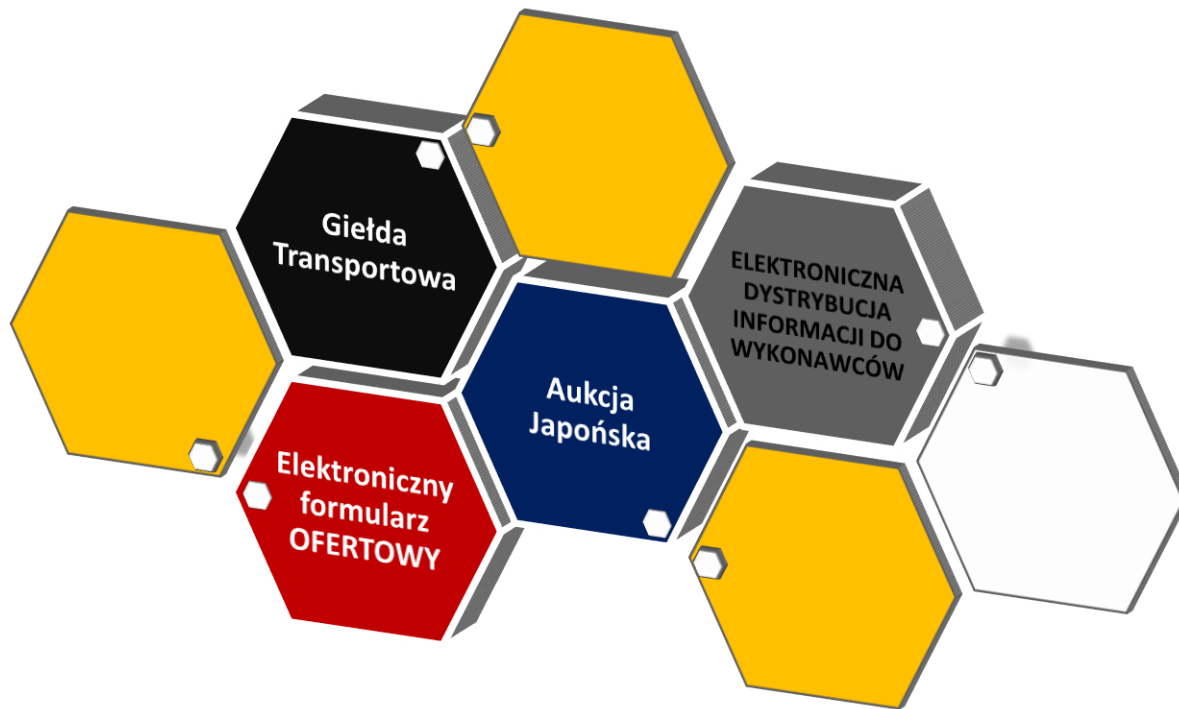 Giełda
Transportowa
ELEKTRONICZNA
DYSTRYBUCJA
INFORMACJI DO
WYKONAWCÓW
Aukcja
Japońska
Elektroniczny
formularz
OFERTOWY